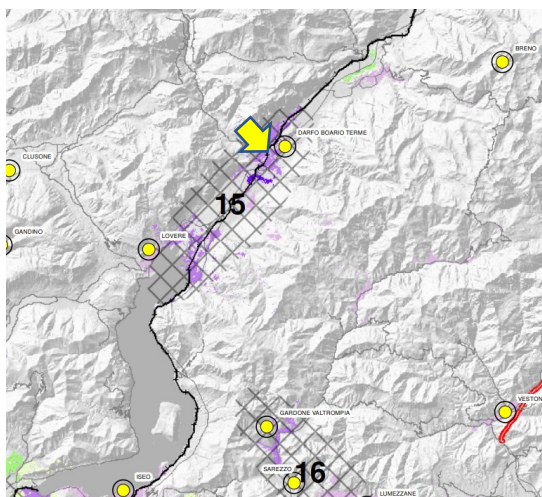 BRENO
DARFO BOARIO TERME
CLUSONE
15
GANDINO
LOVERE
GARDONE VALTROMPIA
VESTON
SAREZZO
16
ISEO
LUMEZZANE